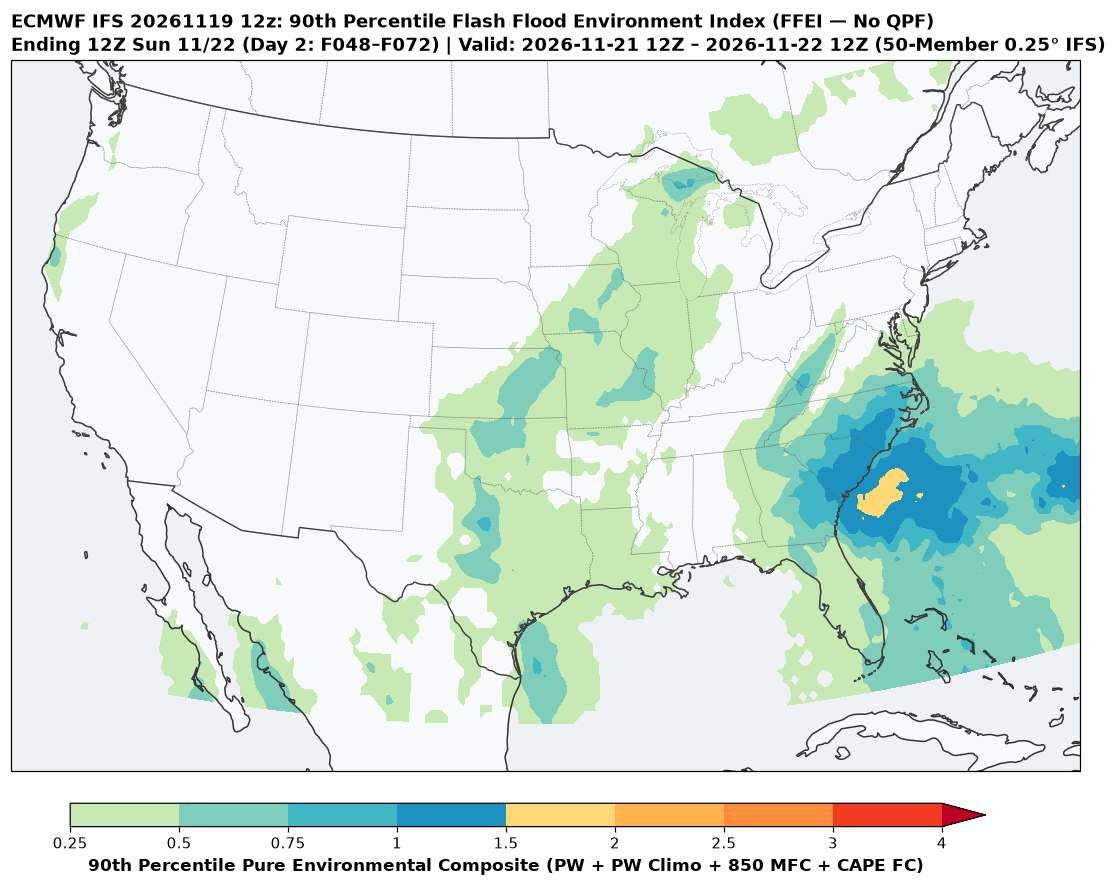 ECMWF IFS 20261119 12z: 90th Percentile Flash Flood Environment Index (FFEI — No QPF)
Ending 12Z Sun 11/22 (Day 2: F048–F072) | Valid: 2026-11-21 12Z – 2026-11-22 12Z (50-Member 0.25° IFS)
0.25 0.5 0.75 1 1.5 2 2.5 3 4
90th Percentile Pure Environmental Composite (PW + PW Climo + 850 MFC + CAPE FC)